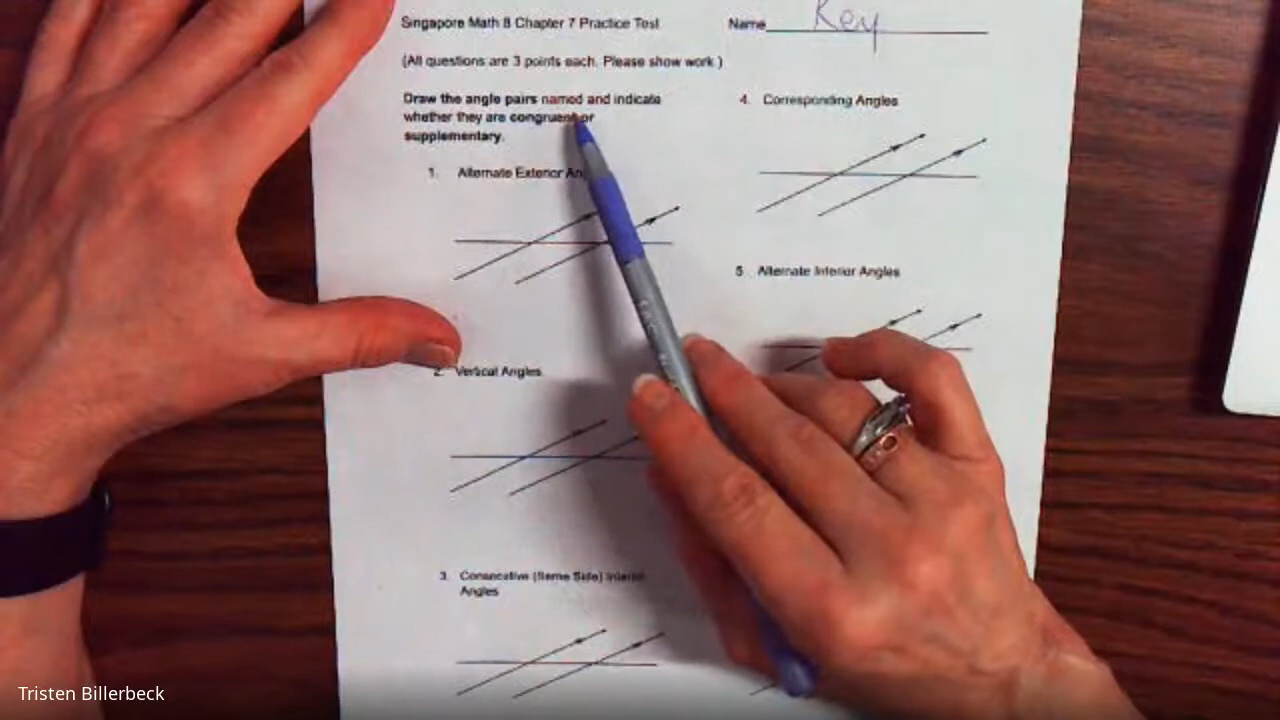 Singapore Math 8 Chapter 7 Practice Test
Name Key
(All questions are 3 points each. Please show work.)
Draw the angle pairs named and indicate
whether they are congruent or
supplementary.
1. Alternate Exterior
2. Vertical Angles
3. Consecutive (Same Side) Interior
Angles
4. Corresponding Angles
5 Alternate Interior Angles
Tristen Billerbeck